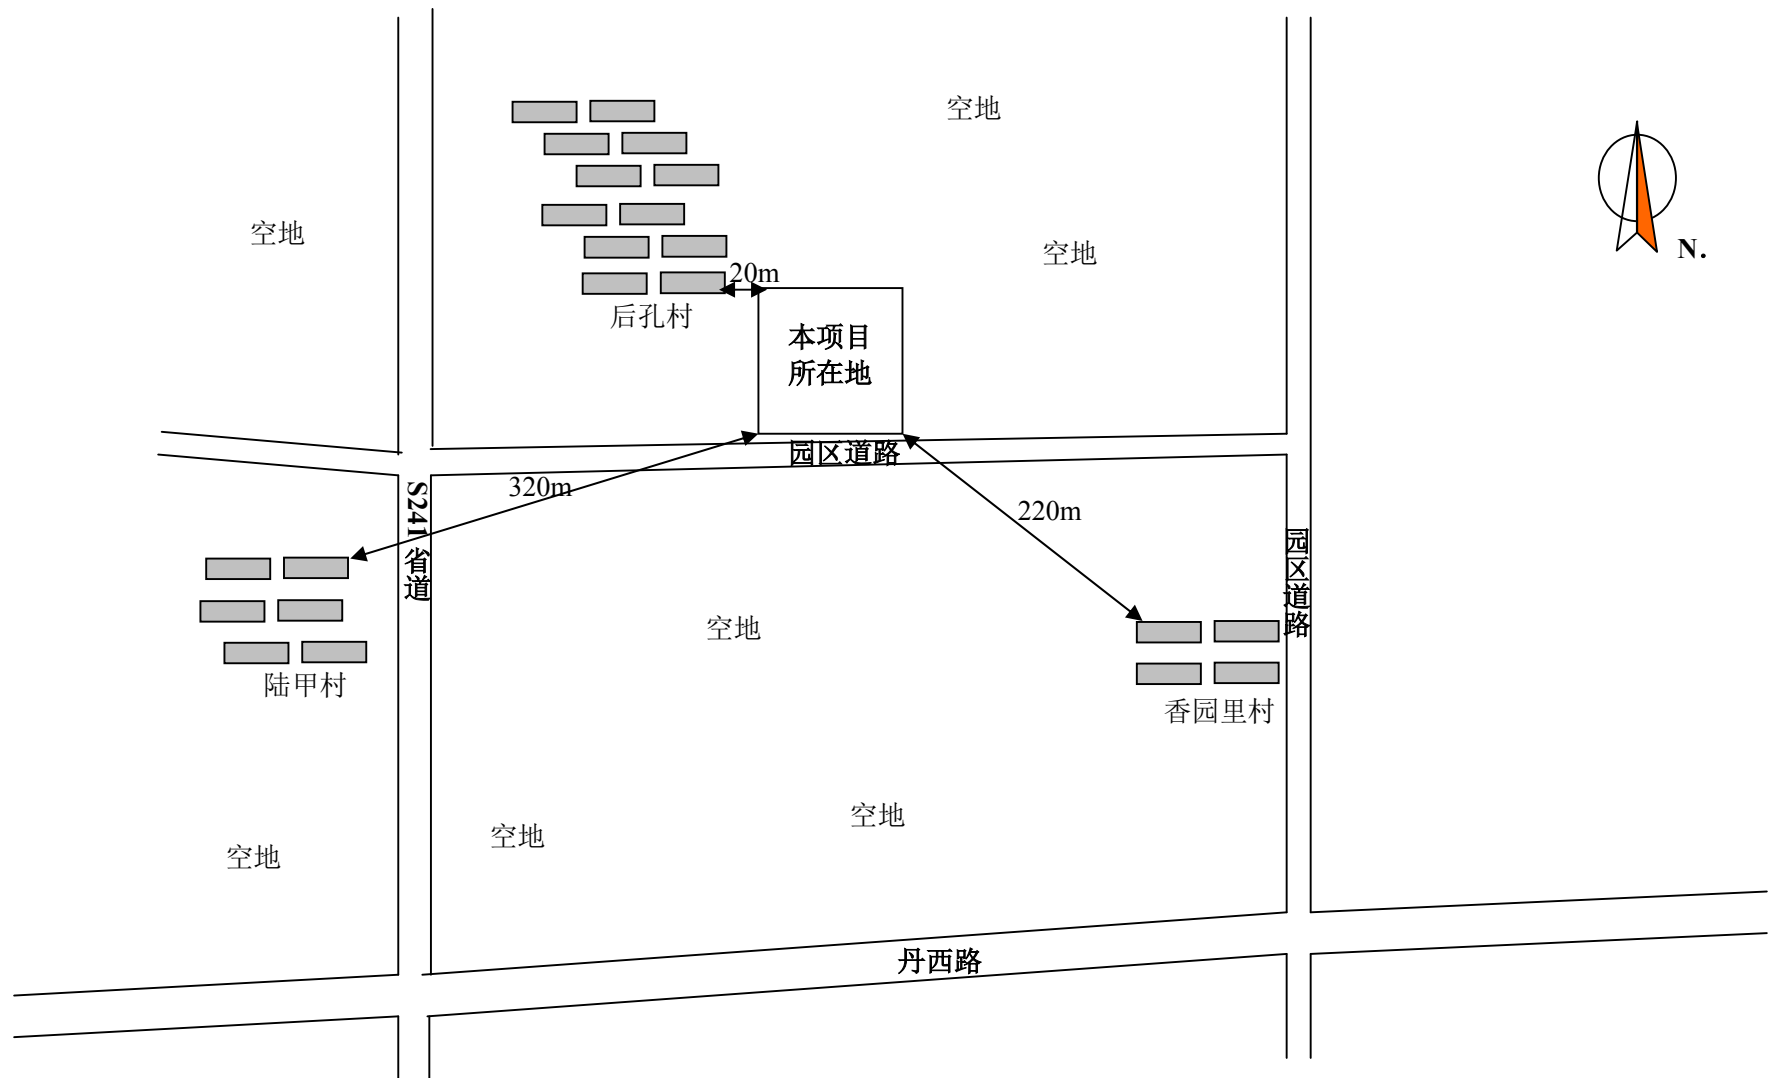 空地
空地
空地
N.
20m
后孔村
本项目
所在地
园区道路
320m
S241省道
220m
园区道路
空地
陆甲村
香园里村
空地
空地
空地
丹西路